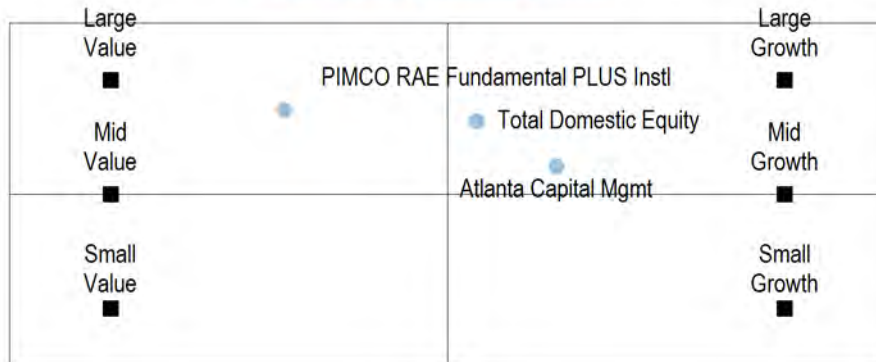 Large
Value
Large
Growth
PIMCO RAE Fundamental PLUS Instl
Total Domestic Equity
Mid
Value
Mid
Growth
Atlanta Capital Mgmt
Small
Value
Small
Growth